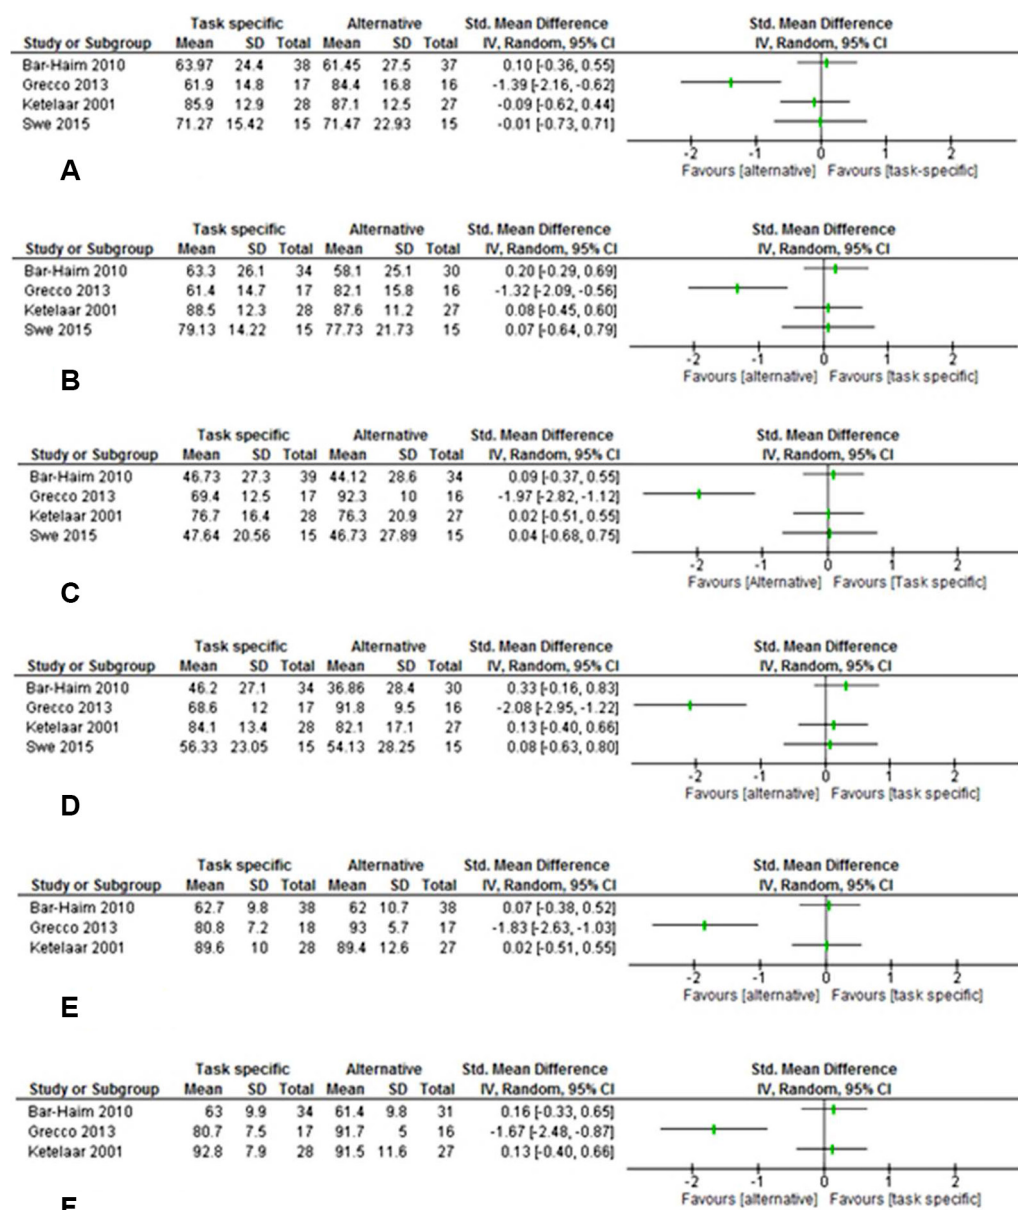 Task specific Alternative Std. Mean Difference Std. Mean Difference
Study or Subgroup Mean SD Total Mean SD Total IV, Random, 95% CI IV, Random, 95% CI
Bar-Haim 2010 63.97 24.4 38 61.45 27.5 37 0.10 [-0.36, 0.55]
Grecco 2013 61.9 14.8 17 84.4 16.8 16 -1.39 [-2.16, -0.62]
Ketelaar 2001 85.9 12.9 28 87.1 12.5 27 -0.09 [-0.62, 0.44]
Swe 2015 71.27 15.42 15 71.47 22.93 15 -0.01 [-0.73, 0.71]
-2 -1 0 1 2
Favours [alternative] Favours [task-specific]
A
Task specific Alternative Std. Mean Difference Std. Mean Difference
Study or Subgroup Mean SD Total Mean SD Total IV, Random, 95% CI IV, Random, 95% CI
Bar-Haim 2010 63.3 26.1 34 58.1 25.1 30 0.20 [-0.29, 0.69]
Grecco 2013 61.4 14.7 17 82.1 15.8 16 -1.32 [-2.09, -0.56]
Ketelaar 2001 88.5 12.3 28 87.6 11.2 27 0.08 [-0.45, 0.60]
Swe 2015 79.13 14.22 15 77.73 21.73 15 0.07 [-0.64, 0.79]
-2 -1 0 1 2
Favours [alternative] Favours [task specific]
B
Task specific Alternative Std. Mean Difference Std. Mean Difference
Study or Subgroup Mean SD Total Mean SD Total IV, Random, 95% CI IV, Random, 95% CI
Bar-Haim 2010 46.73 27.3 39 44.12 28.6 34 0.09 [-0.37, 0.55]
Grecco 2013 69.4 12.5 17 92.3 10 16 -1.97 [-2.82, -1.12]
Ketelaar 2001 76.7 16.4 28 76.3 20.9 27 0.02 [-0.51, 0.55]
Swe 2015 47.64 20.56 15 46.73 27.89 15 0.04 [-0.68, 0.75]
-2 -1 0 1 2
Favours [Alternative] Favours [Task specific]
C
Task specific Alternative Std. Mean Difference Std. Mean Difference
Study or Subgroup Mean SD Total Mean SD Total IV, Random, 95% CI IV, Random, 95% CI
Bar-Haim 2010 46.2 27.1 34 36.86 28.4 30 0.33 [-0.16, 0.83]
Grecco 2013 68.6 12 17 91.8 9.5 16 -2.08 [-2.95, -1.22]
Ketelaar 2001 84.1 13.4 28 82.1 17.1 27 0.13 [-0.40, 0.66]
Swe 2015 56.33 23.05 15 54.13 28.25 15 0.08 [-0.63, 0.80]
-2 -1 0 1 2
Favours [alternative] Favours [task specific]
D
Task specific Alternative Std. Mean Difference Std. Mean Difference
Study or Subgroup Mean SD Total Mean SD Total IV, Random, 95% CI IV, Random, 95% CI
Bar-Haim 2010 62.7 9.8 38 62 10.7 38 0.07 [-0.38, 0.52]
Grecco 2013 80.8 7.2 18 93 5.7 17 -1.83 [-2.63, -1.03]
Ketelaar 2001 89.6 10 28 89.4 12.6 27 0.02 [-0.51, 0.55]
-2 -1 0 1 2
Favours [alternative] Favours [task specific]
E
Task specific Alternative Std. Mean Difference Std. Mean Difference
Study or Subgroup Mean SD Total Mean SD Total IV, Random, 95% CI IV, Random, 95% CI
Bar-Haim 2010 63 9.9 34 61.4 9.8 31 0.16 [-0.33, 0.65]
Grecco 2013 80.7 7.5 17 91.7 5 16 -1.67 [-2.48, -0.87]
Ketelaar 2001 92.8 7.9 28 91.5 11.6 27 0.13 [-0.40, 0.66]
-2 -1 0 1 2
Favours [alternative] Favours [task specific]